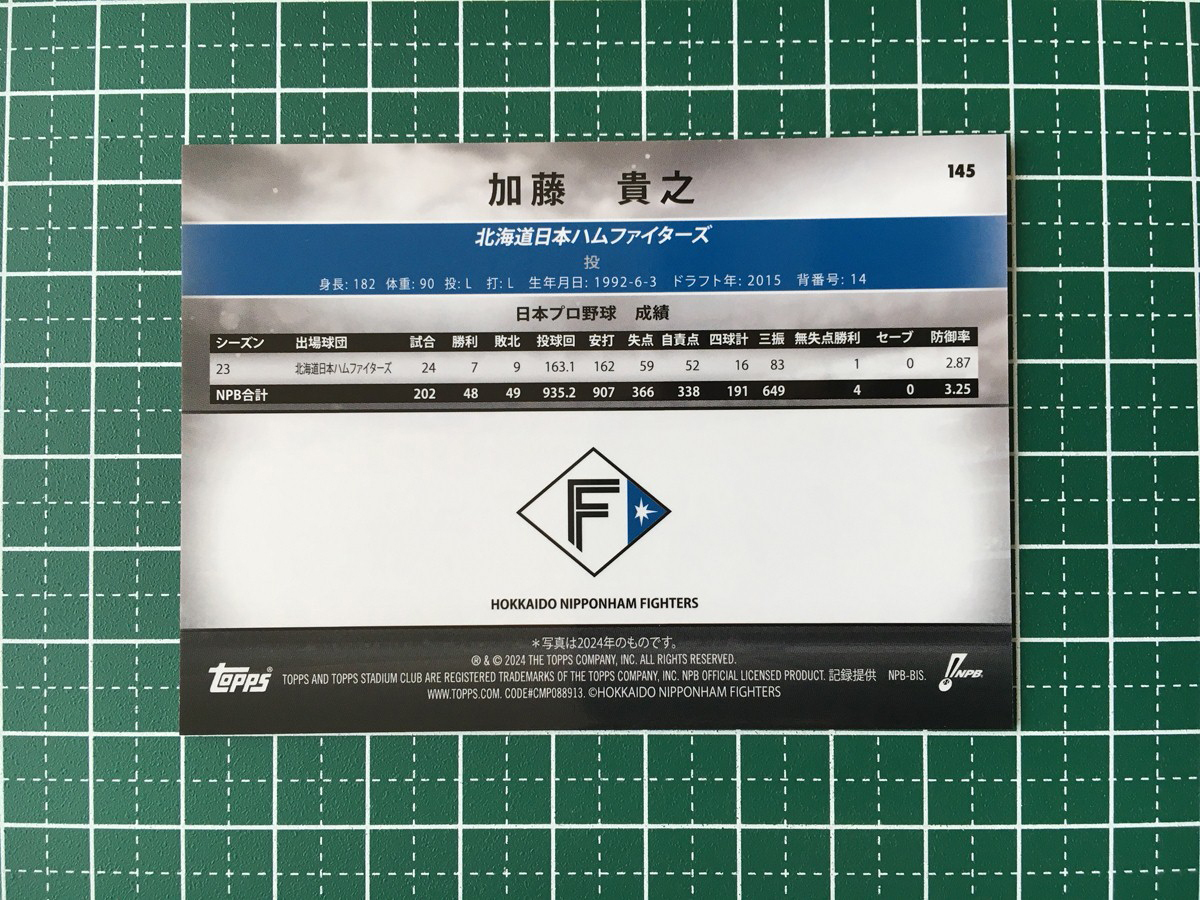 145
加藤 貴之
北海道日本ハムファイターズ
投
身長: 182 体重: 90 投: L 打: L 生年月日: 1992-6-3 ドラフト年: 2015 背番号: 14
日本プロ野球 成績
シーズン 出場球団 試合 勝利 敗北 投球回 安打 失点 自責点 四球計 三振 無失点勝利 セーブ 防御率
23 北海道日本ハムファイターズ 24 7 9 163.1 162 59 52 16 83 1 0 2.87
NPB合計 202 48 49 935.2 907 366 338 191 649 4 0 3.25
F
HOKKAIDO NIPPONHAM FIGHTERS
＊写真は2024年のものです。
® & © 2024 THE TOPPS COMPANY, INC. ALL RIGHTS RESERVED.
topps® TOPPS AND TOPPS STADIUM CLUB ARE REGISTERED TRADEMARKS OF THE TOPPS COMPANY, INC. NPB OFFICIAL LICENSED PRODUCT. 記録提供 NPB-BIS. NPB
WWW.TOPPS.COM. CODE#CMP088913. ©HOKKAIDO NIPPONHAM FIGHTERS